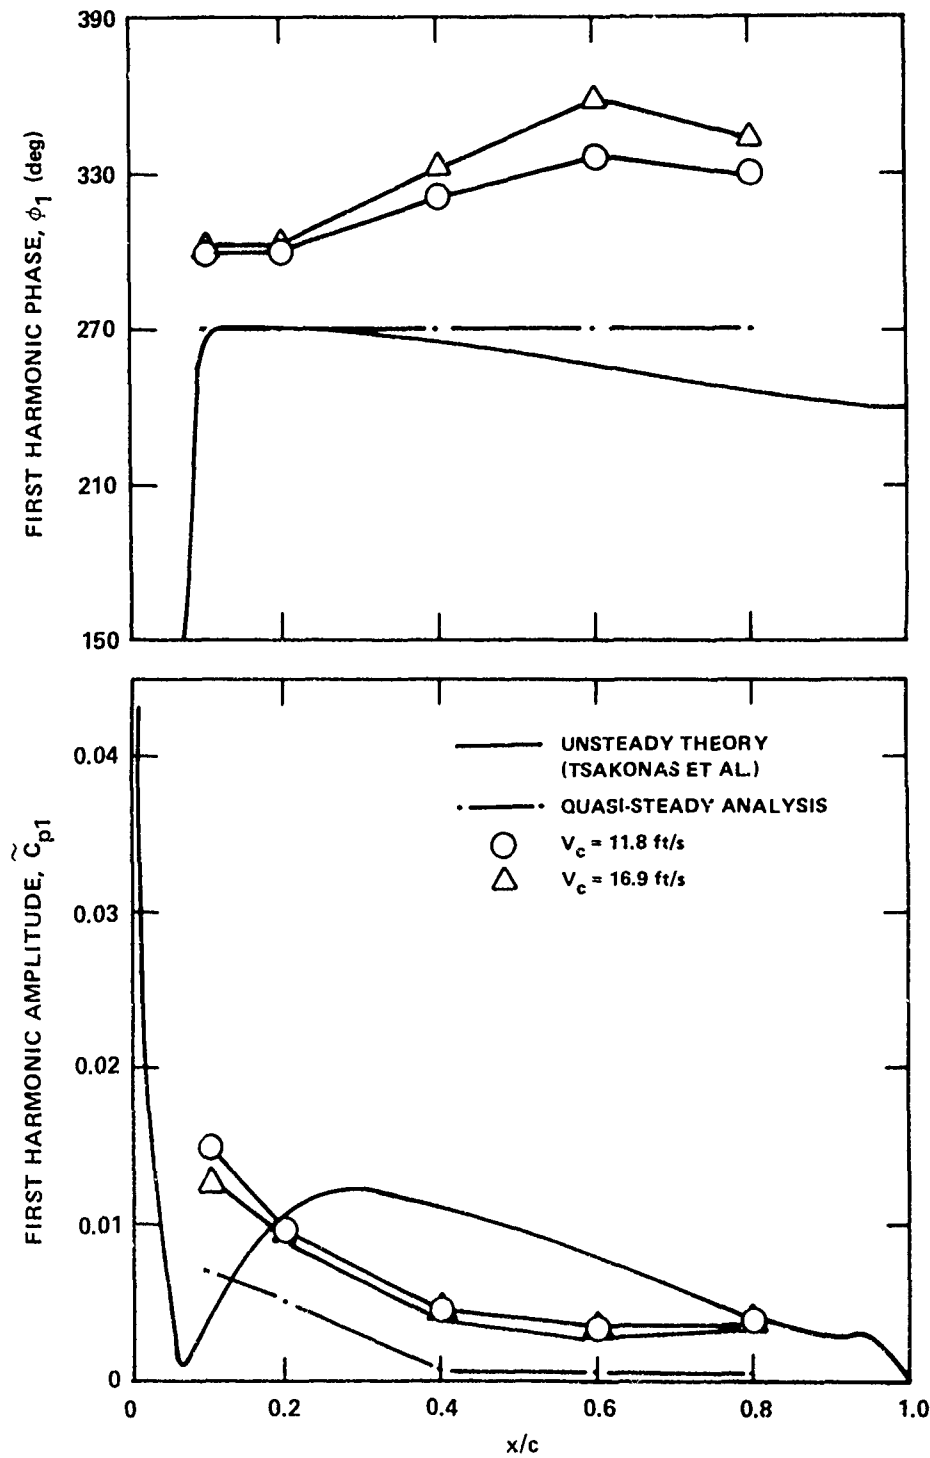 390
330
270
210
150
FIRST HARMONIC PHASE, ϕ1 (deg)
0.04
0.03
0.02
0.01
0
FIRST HARMONIC AMPLITUDE, C̃p1
UNSTEADY THEORY
(TSAKONAS ET AL.)
QUASI-STEADY ANALYSIS
Vc = 11.8 ft/s
Vc = 16.9 ft/s
0 0.2 0.4 0.6 0.8 1.0
x/c